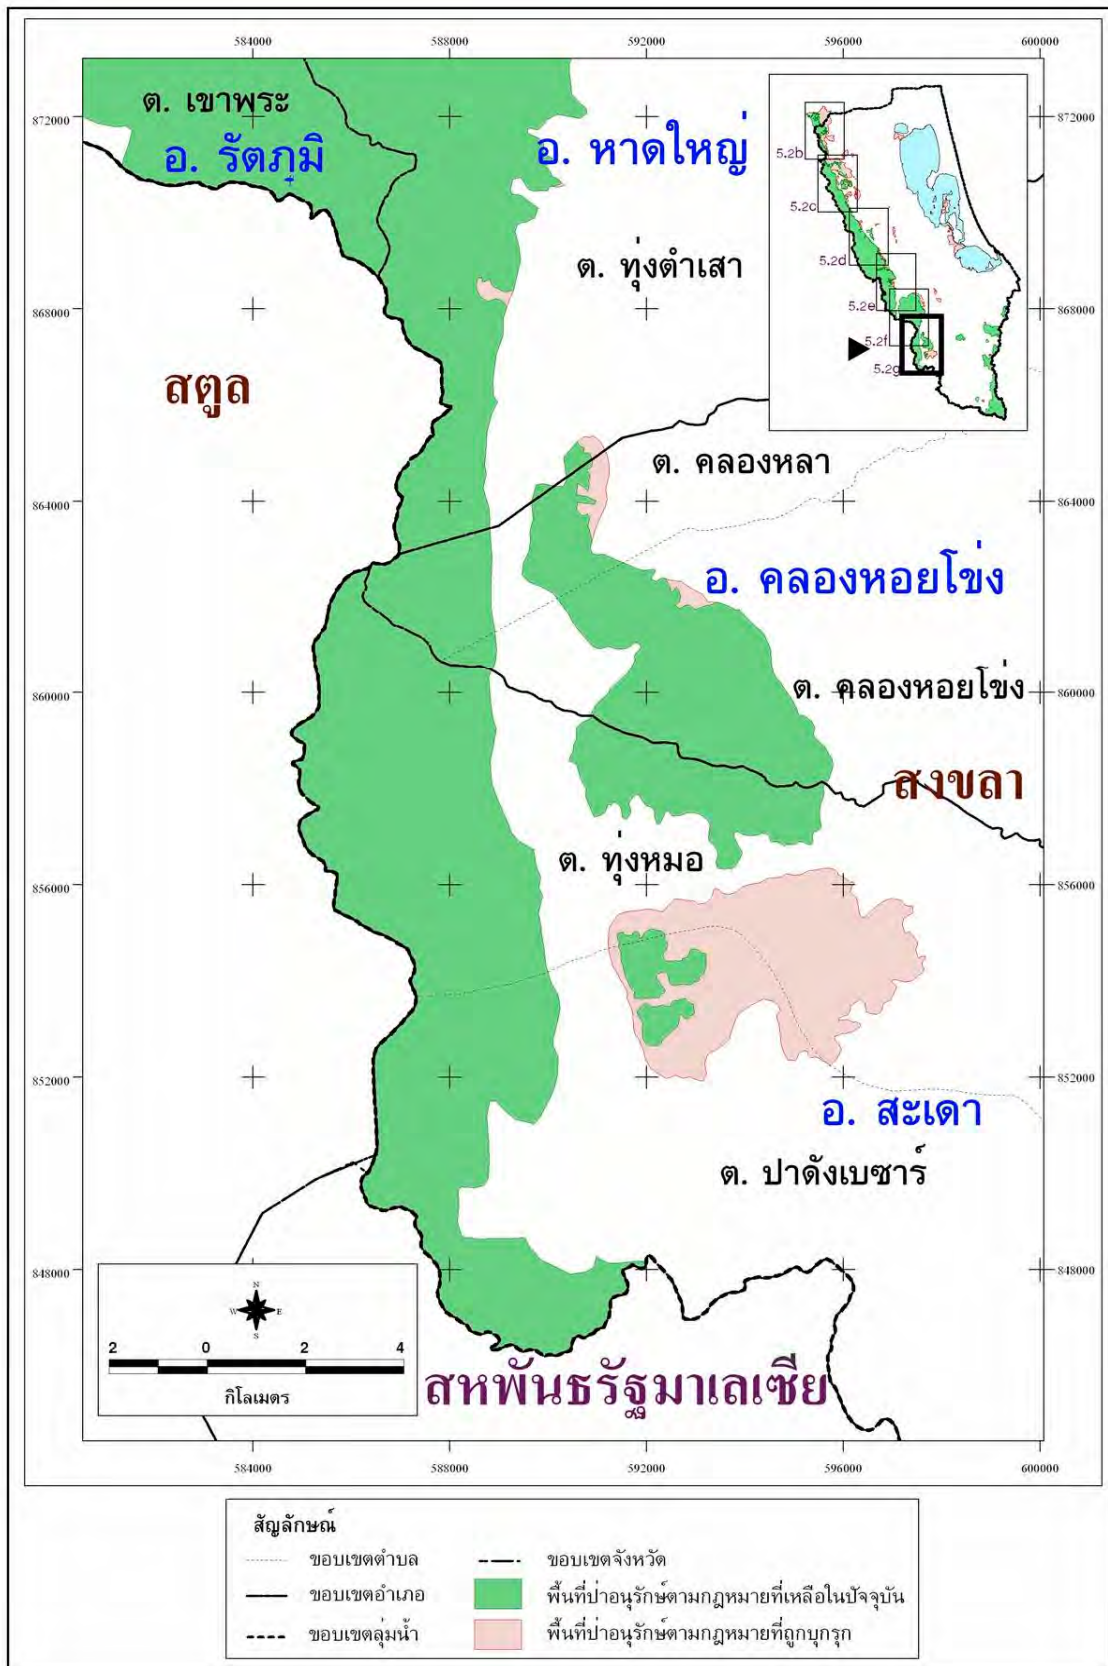 584000 588000 592000 596000 600000
ต. เขาพระ
872000 872000
อ. รัตภูมิ อ. หาดใหญ่
5.2b
5.2c
ต. ทุ่งตำเสา
5.2d
868000 868000
5.2e
5.2f
5.2g
สตูล
ต. คลองหลา
864000 864000
อ. คลองหอยโข่ง
860000 860000
ต. คลองหอยโข่ง
สงขลา
ต. ทุ่งหมอ
856000 856000
852000 852000
อ. สะเดา
ต. ปาดังเบซาร์
848000 848000
N
W E
S
2 0 2 4
กิโลเมตร
สหพันธรัฐมาเลเซีย
584000 588000 592000 596000 600000
สัญลักษณ์
ขอบเขตตำบล ขอบเขตจังหวัด
ขอบเขตอำเภอ พื้นที่ป่าอนุรักษ์ตามกฎหมายที่เหลือในปัจจุบัน
ขอบเขตลุ่มน้ำ พื้นที่ป่าอนุรักษ์ตามกฎหมายที่ถูกบุกรุก